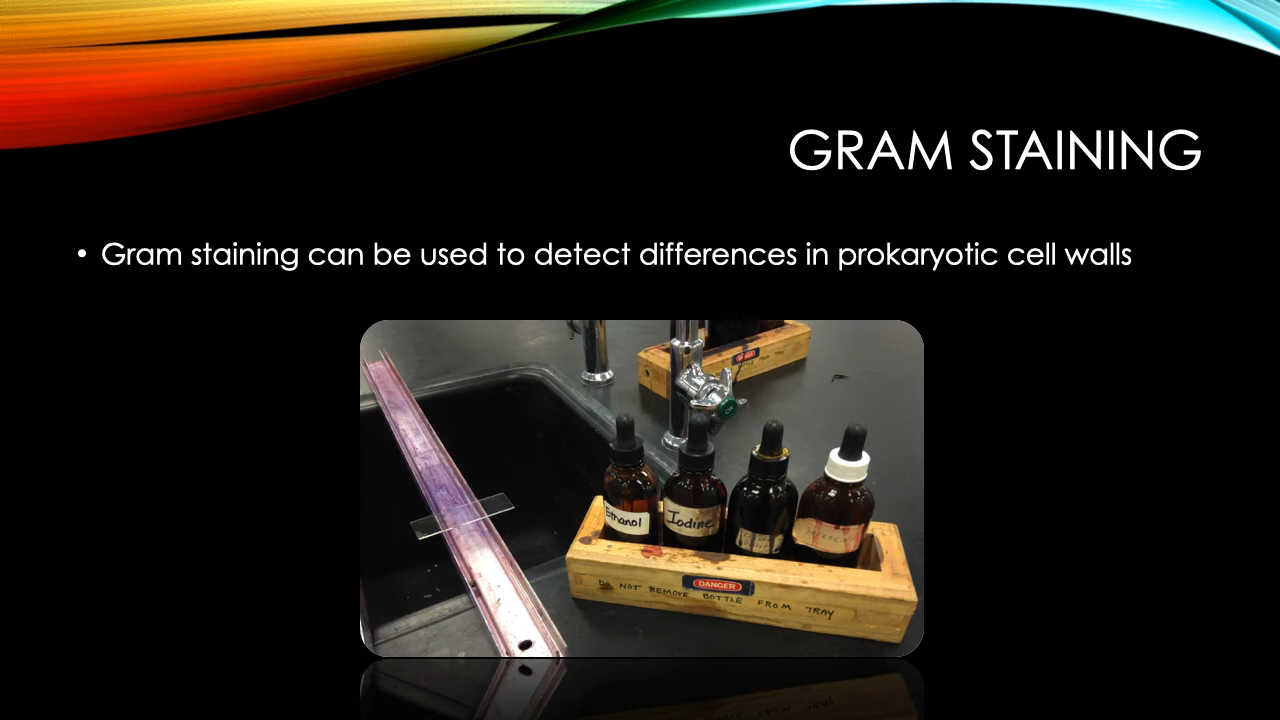 GRAM STAINING
• Gram staining can be used to detect differences in prokaryotic cell walls
Ethanol
Iodine
DANGER
DO NOT REMOVE BOTTLE FROM TRAY